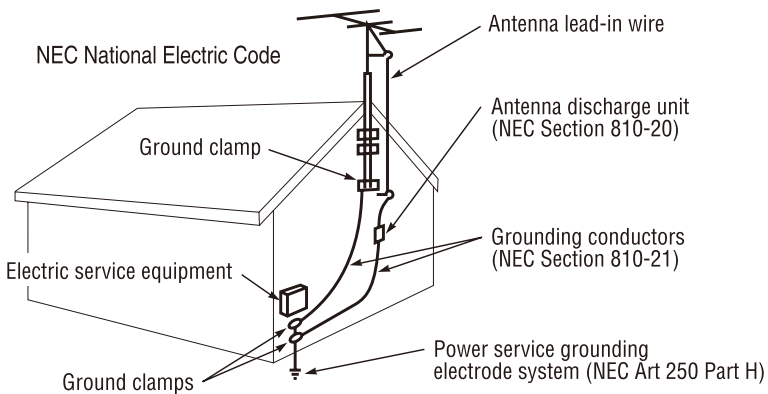 Antenna lead-in wire
NEC National Electric Code
Antenna discharge unit
(NEC Section 810-20)
Ground clamp
Grounding conductors
(NEC Section 810-21)
Electric service equipment
Power service grounding
electrode system (NEC Art 250 Part H)
Ground clamps